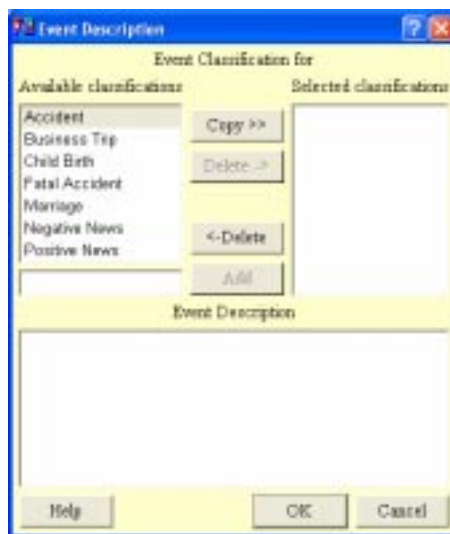 Event Description
Event Classification for
Available classifications
Selected classifications
Accident
Business Trip
Child Birth
Fatal Accident
Marriage
Negative News
Positive News
Copy >>
Delete ->
<-Delete
Add
Event Description
Help
OK
Cancel